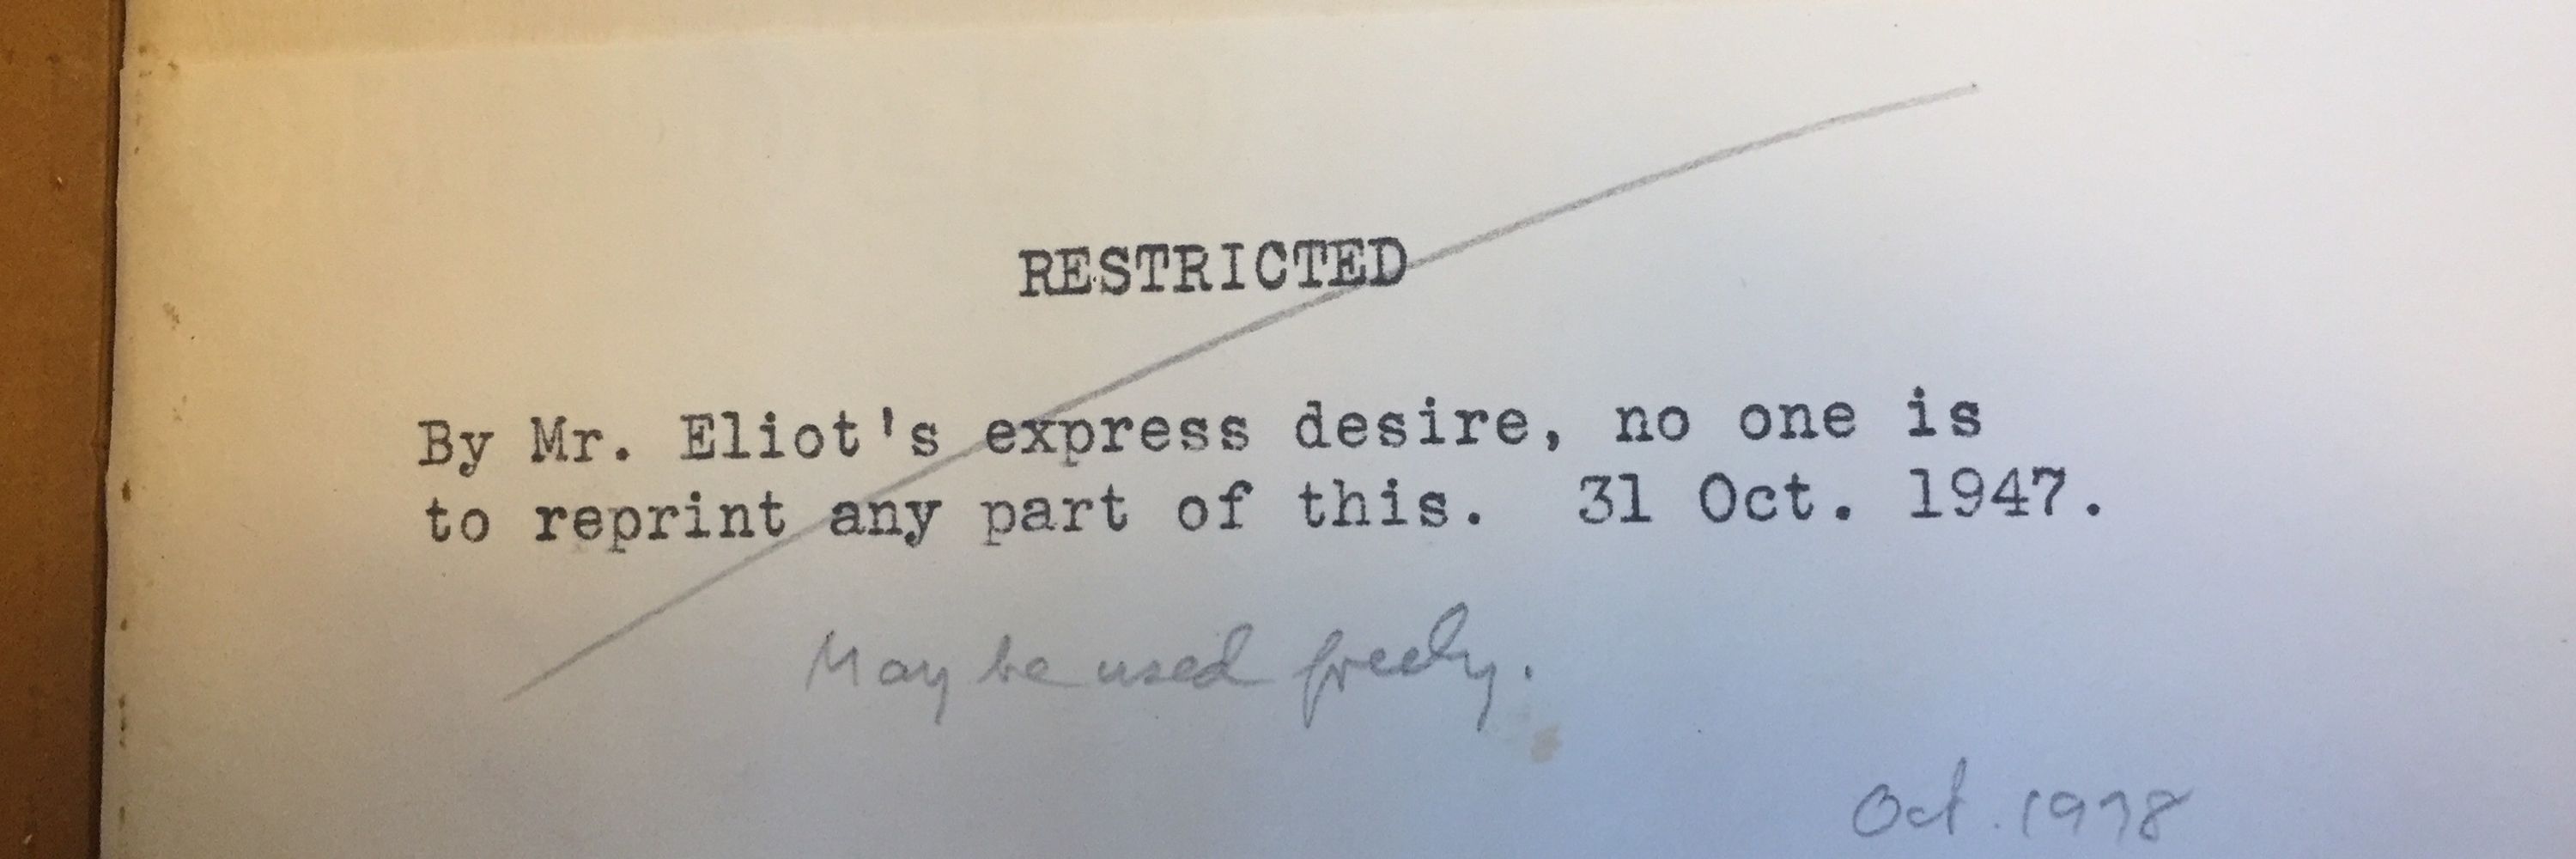 RESTRICTED
By Mr. Eliot's express desire, no one is
to reprint any part of this. 31 Oct. 1947.
May be used freely.
Oct. 1978